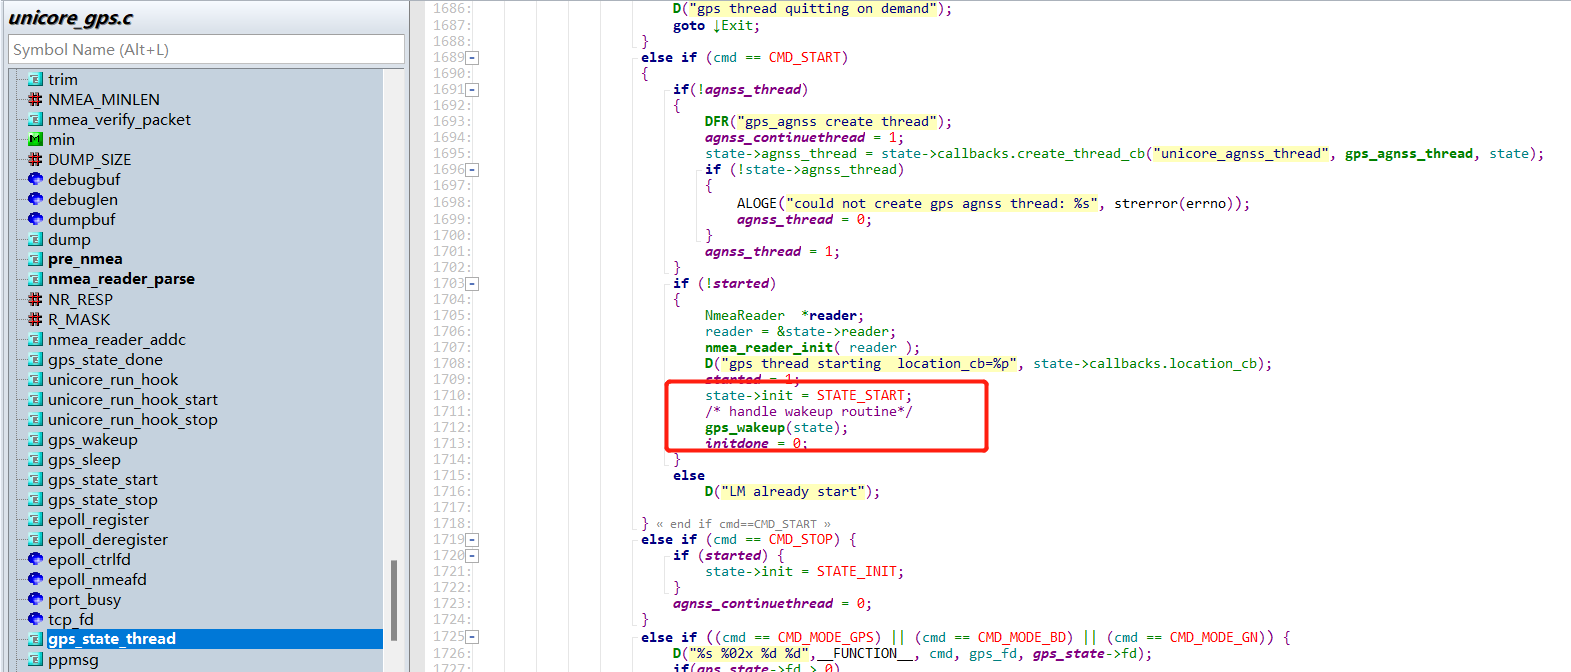 unicore_gps.c
Symbol Name (Alt+L)
trim
NMEA_MINLEN
nmea_verify_packet
min
DUMP_SIZE
debugbuf
debuglen
dumpbuf
dump
pre_nmea
nmea_reader_parse
NR_RESP
R_MASK
nmea_reader_addc
gps_state_done
unicore_run_hook
unicore_run_hook_start
unicore_run_hook_stop
gps_wakeup
gps_sleep
gps_state_start
gps_state_stop
epoll_register
epoll_deregister
epoll_ctrlfd
epoll_nmeafd
port_busy
tcp_fd
gps_state_thread
ppmsg
1686: D("gps thread quitting on demand");
1687: goto ↓Exit;
1688: }
1689: else if (cmd == CMD_START)
1690: {
1691: if(!agnss_thread)
1692: {
1693: DFR("gps_agnss create thread");
1694: agnss_continuethread = 1;
1695: state->agnss_thread = state->callbacks.create_thread_cb("unicore_agnss_thread", gps_agnss_thread, state);
1696: if (!state->agnss_thread)
1697: {
1698: ALOGE("could not create gps agnss thread: %s", strerror(errno));
1699: agnss_thread = 0;
1700: }
1701: agnss_thread = 1;
1702: }
1703: if (!started)
1704: {
1705: NmeaReader *reader;
1706: reader = &state->reader;
1707: nmea_reader_init( reader );
1708: D("gps thread starting location_cb=%p", state->callbacks.location_cb);
1709: started = 1;
1710: state->init = STATE_START;
1711: /* handle wakeup routine*/
1712: gps_wakeup(state);
1713: initdone = 0;
1714: }
1715: else
1716: D("LM already start");
1717:
1718: } « end if cmd==CMD_START »
1719: else if (cmd == CMD_STOP) {
1720: if (started) {
1721: state->init = STATE_INIT;
1722: }
1723: agnss_continuethread = 0;
1724: }
1725: else if ((cmd == CMD_MODE_GPS) || (cmd == CMD_MODE_BD) || (cmd == CMD_MODE_GN)) {
1726: D("%s %02x %d %d",__FUNCTION__, cmd, gps_fd, gps_state->fd);
1727: if(gps_state->fd > 0)